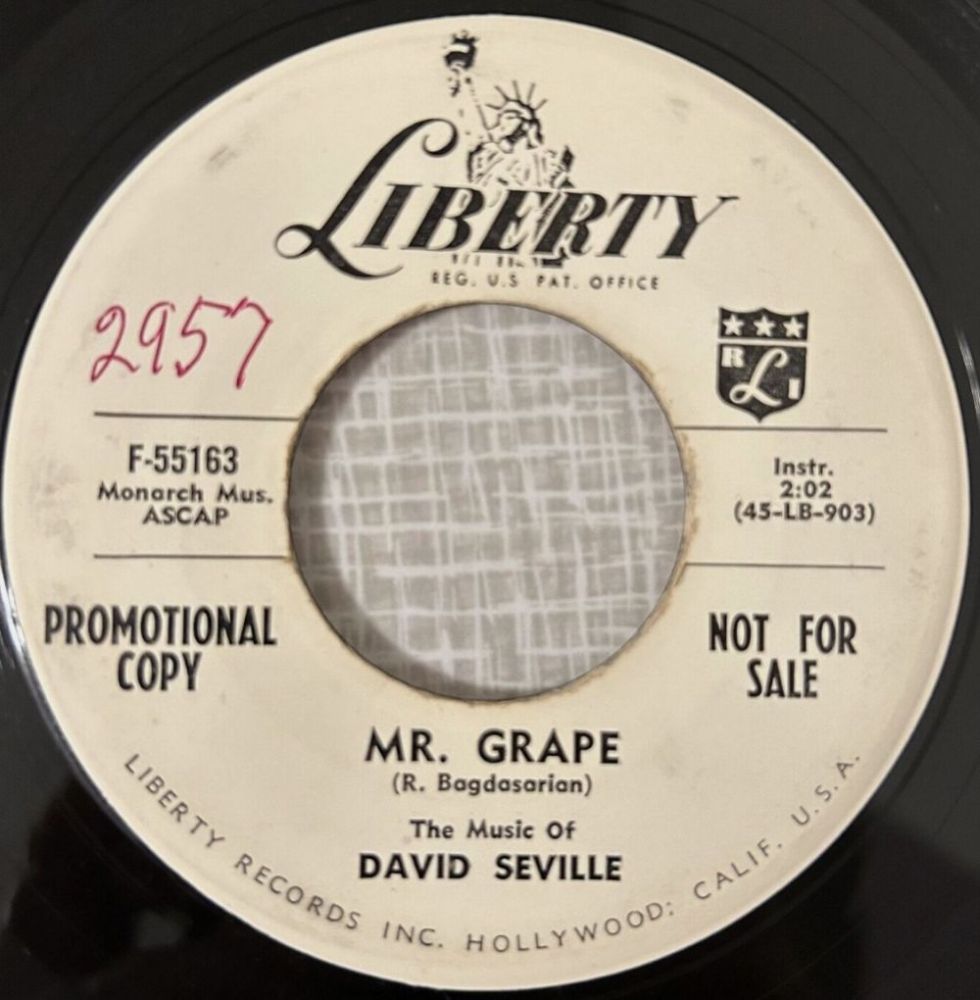 LIBERTY
REG. U.S. PAT. OFFICE
2957
R L I
F-55163
Monarch Mus.
ASCAP
Instr.
2:02
(45-LB-903)
PROMOTIONAL
COPY
NOT FOR
SALE
MR. GRAPE
(R. Bagdasarian)
The Music Of
DAVID SEVILLE
LIBERTY RECORDS INC. HOLLYWOOD; CALIF. U.S.A.